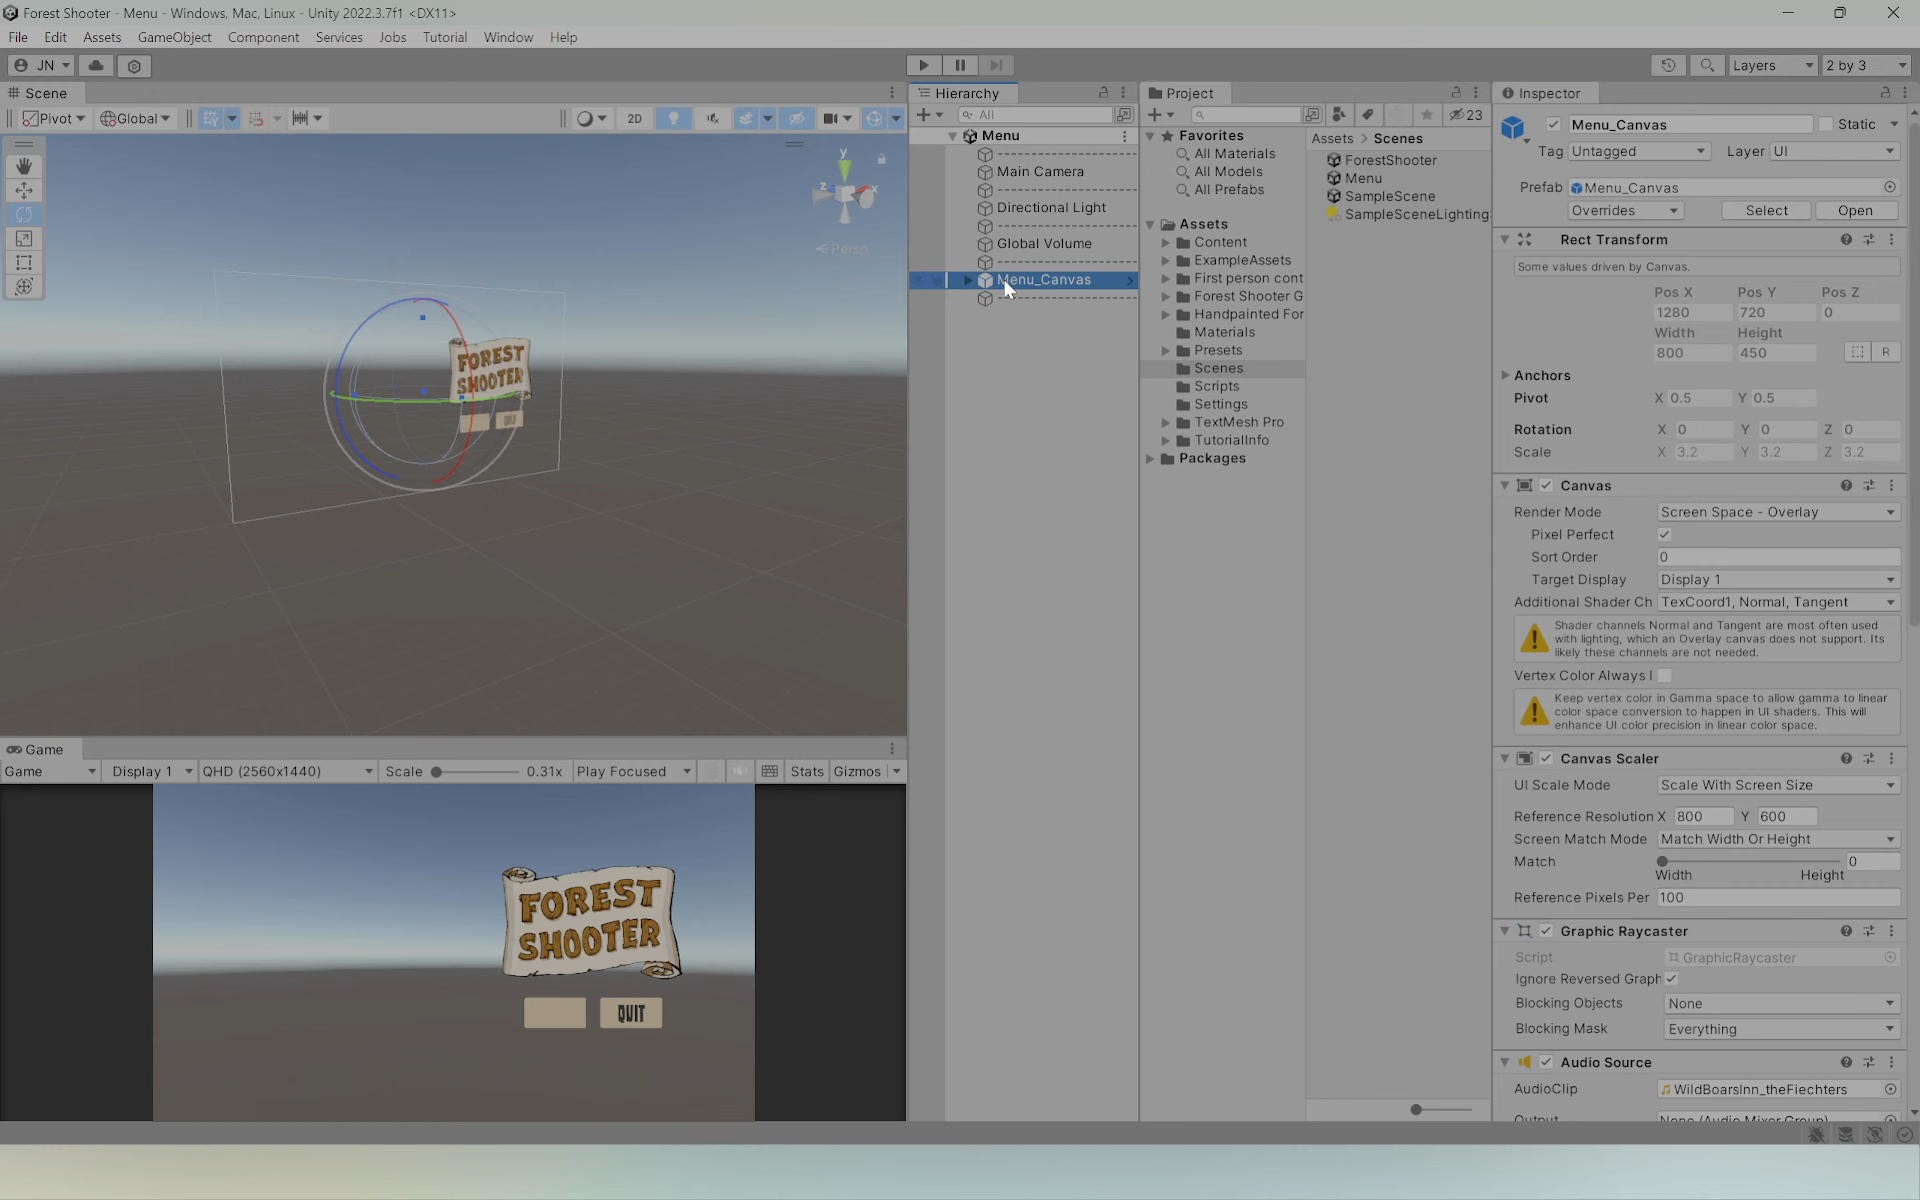 Forest Shooter - Menu - Windows, Mac, Linux - Unity 2022.3.7f1 <DX11>
File Edit Assets GameObject Component Services Jobs Tutorial Window Help
JN Layers 2 by 3
Scene
Pivot Global 2D
y
z x
Persp
FOREST
SHOOTER
Game
Game Display 1 QHD (2560x1440) Scale 0.31x Play Focused Stats Gizmos
FOREST
SHOOTER
QUIT
Hierarchy
All
Menu
Main Camera
Directional Light
Global Volume
Menu_Canvas
Project
23
Favorites
All Materials
All Models
All Prefabs
Assets
Content
ExampleAssets
First person cont
Forest Shooter G
Handpainted For
Materials
Presets
Scenes
Scripts
Settings
TextMesh Pro
TutorialInfo
Packages
Assets > Scenes
ForestShooter
Menu
SampleScene
SampleSceneLighting
Inspector
Menu_Canvas Static
Tag Untagged Layer UI
Prefab Menu_Canvas
Overrides Select Open
Rect Transform
Some values driven by Canvas.
Pos X Pos Y Pos Z
1280 720 0
Width Height
800 450 R
Anchors
Pivot X 0.5 Y 0.5
Rotation X 0 Y 0 Z 0
Scale X 3.2 Y 3.2 Z 3.2
Canvas
Render Mode Screen Space - Overlay
Pixel Perfect
Sort Order 0
Target Display Display 1
Additional Shader Ch TexCoord1, Normal, Tangent
Shader channels Normal and Tangent are most often used
with lighting, which an Overlay canvas does not support. Its
likely these channels are not needed.
Vertex Color Always I
Keep vertex color in Gamma space to allow gamma to linear
color space conversion to happen in UI shaders. This will
enhance UI color precision in linear color space.
Canvas Scaler
UI Scale Mode Scale With Screen Size
Reference Resolution X 800 Y 600
Screen Match Mode Match Width Or Height
Match 0
Width Height
Reference Pixels Per 100
Graphic Raycaster
Script GraphicRaycaster
Ignore Reversed Graph
Blocking Objects None
Blocking Mask Everything
Audio Source
AudioClip WildBoarsInn_theFiechters
Output None (Audio Mixer Group)